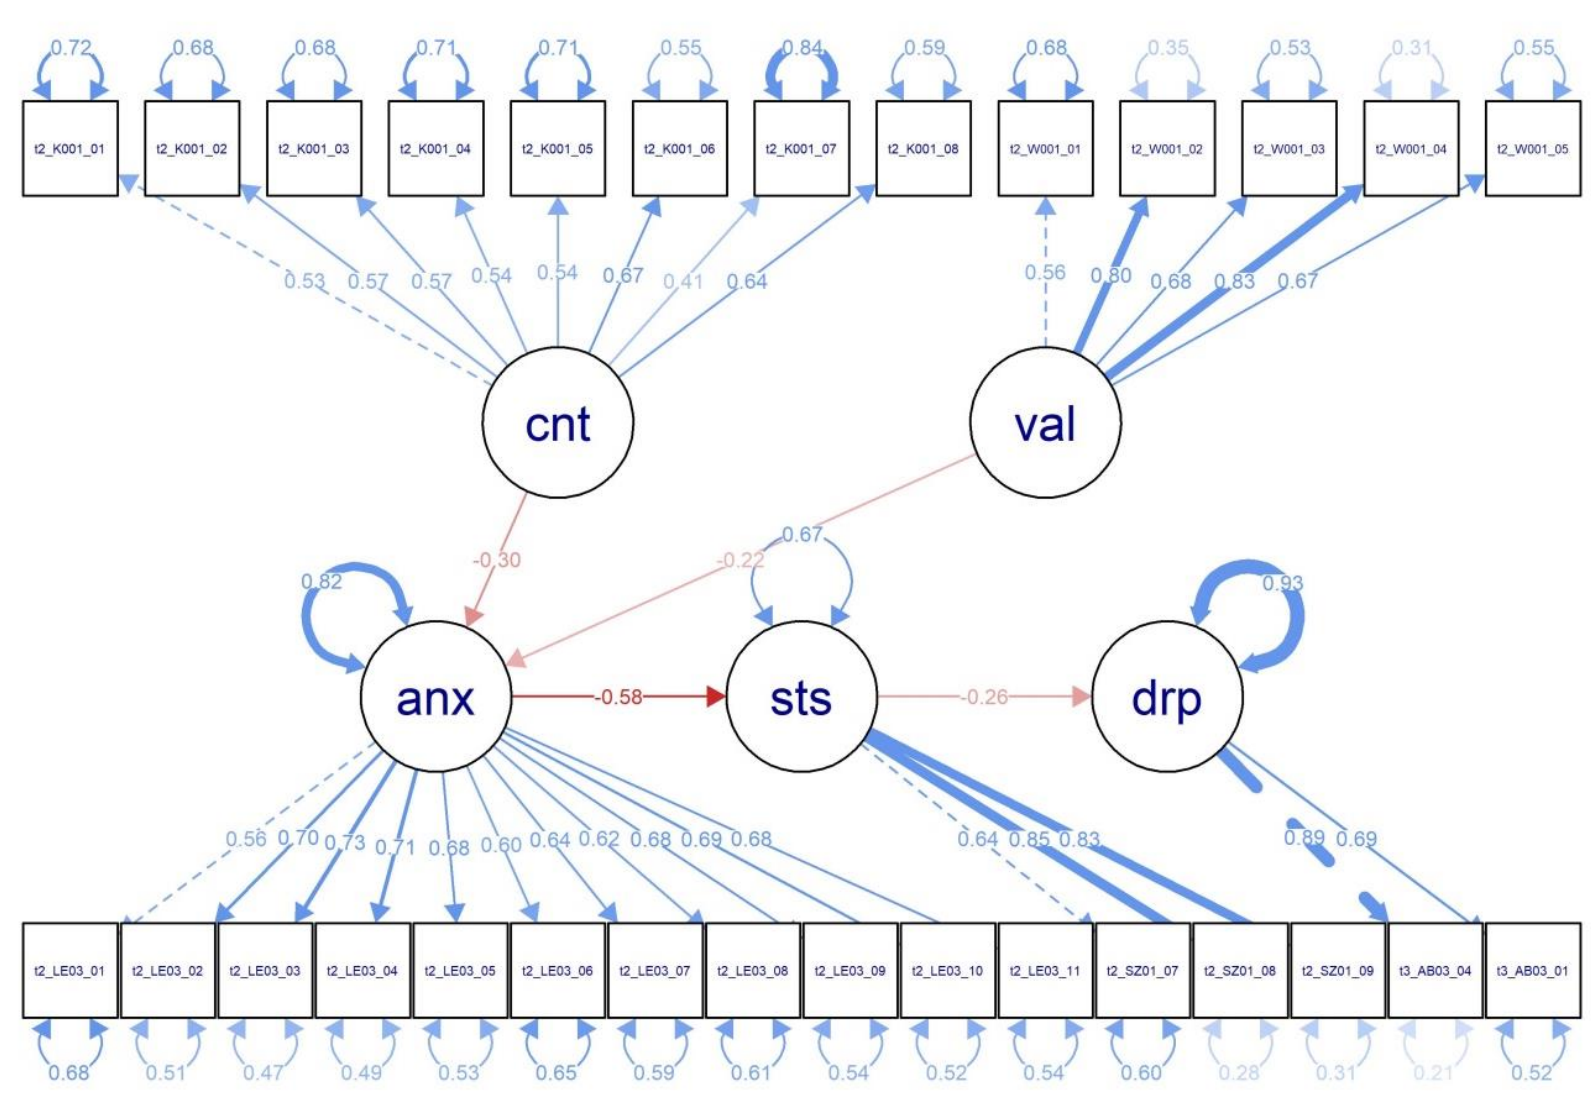 0.72 0.68 0.68 0.71 0.71 0.55 0.84 0.59 0.68 0.35 0.53 0.31 0.55
t2_K001_01 t2_K001_02 t2_K001_03 t2_K001_04 t2_K001_05 t2_K001_06 t2_K001_07 t2_K001_08 t2_W001_01 t2_W001_02 t2_W001_03 t2_W001_04 t2_W001_05
0.53 0.57 0.57 0.54 0.54 0.67 0.41 0.64 0.56 0.80 0.68 0.83 0.67
cnt val
-0.30 -0.22 0.67
0.82 0.93
anx -0.58 sts -0.26 drp
0.56 0.70 0.73 0.71 0.68 0.60 0.64 0.62 0.68 0.69 0.68 0.64 0.85 0.83 0.89 0.69
t2_LE03_01 t2_LE03_02 t2_LE03_03 t2_LE03_04 t2_LE03_05 t2_LE03_06 t2_LE03_07 t2_LE03_08 t2_LE03_09 t2_LE03_10 t2_LE03_11 t2_SZ01_07 t2_SZ01_08 t2_SZ01_09 t3_AB03_04 t3_AB03_01
0.68 0.51 0.47 0.49 0.53 0.65 0.59 0.61 0.54 0.52 0.54 0.60 0.28 0.31 0.21 0.52